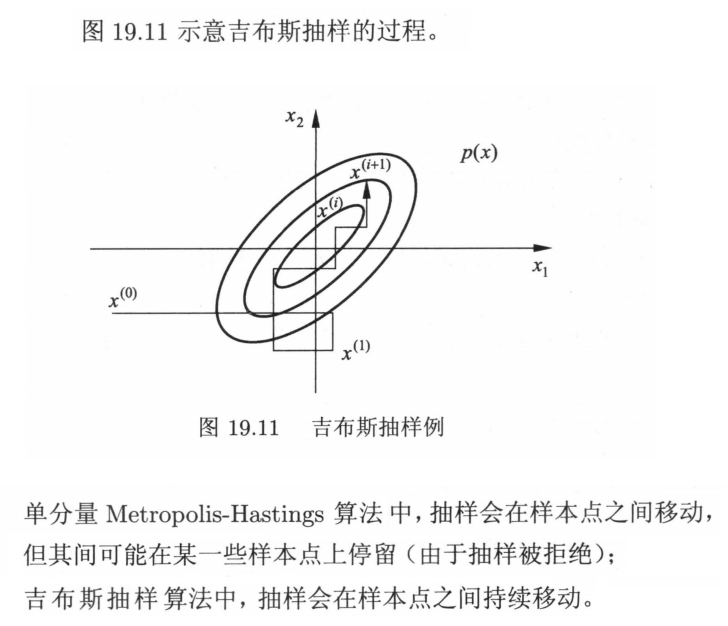 图 19.11 示意吉布斯抽样的过程。
x₂
p(x)
x⁽ⁱ⁺¹⁾
x⁽ⁱ⁾
x₁
x⁽⁰⁾
x⁽¹⁾
图 19.11 吉布斯抽样例
单分量 Metropolis-Hastings 算法中,抽样会在样本点之间移动,
但其间可能在某一些样本点上停留(由于抽样被拒绝);
吉布斯抽样算法中,抽样会在样本点之间持续移动。